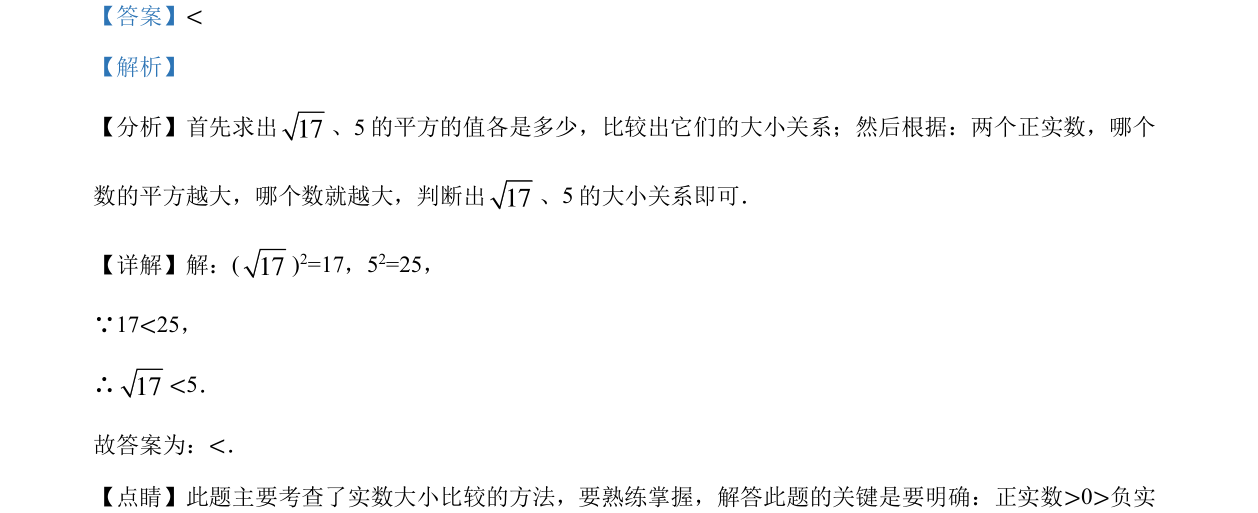 【答案】<
【解析】
【分析】首先求出√17、5的平方的值各是多少，比较出它们的大小关系；然后根据：两个正实数，哪个
数的平方越大，哪个数就越大，判断出√17、5的大小关系即可．
【详解】解：(√17)²=17，5²=25，
∵17<25，
∴√17<5．
故答案为：<．
【点睛】此题主要考查了实数大小比较的方法，要熟练掌握，解答此题的关键是要明确：正实数>0>负实